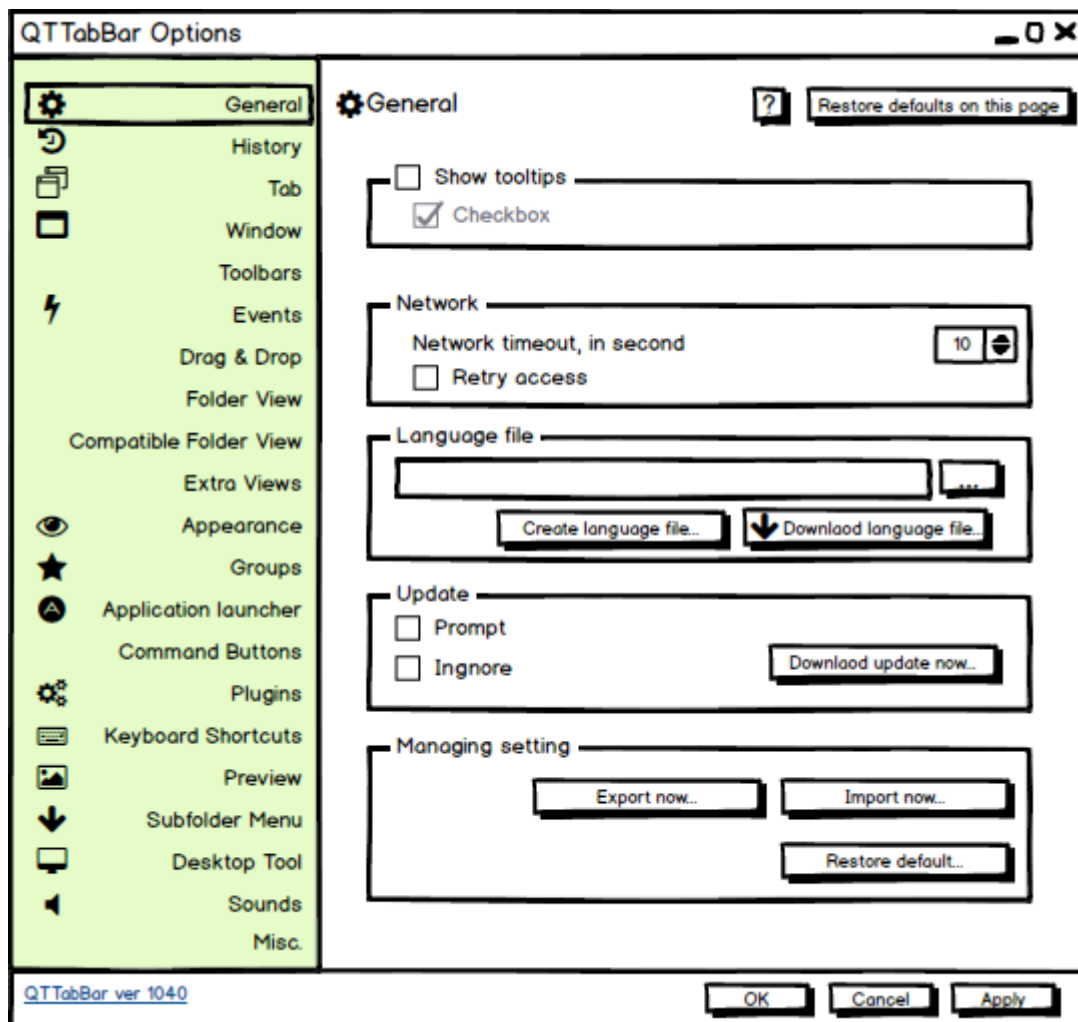 QTTabBar Options
General
History
Tab
Window
Toolbars
Events
Drag & Drop
Folder View
Compatible Folder View
Extra Views
Appearance
Groups
Application launcher
Command Buttons
Plugins
Keyboard Shortcuts
Preview
Subfolder Menu
Desktop Tool
Sounds
Misc.
General
?
Restore defaults on this page
Show tooltips
Checkbox
Network
Network timeout, in second
10
Retry access
Language file
...
Create language file...
Downlaod language file...
Update
Prompt
Ingnore
Downlaod update now...
Managing setting
Export now...
Import now...
Restore default...
QTTabBar ver 1040
OK
Cancel
Apply